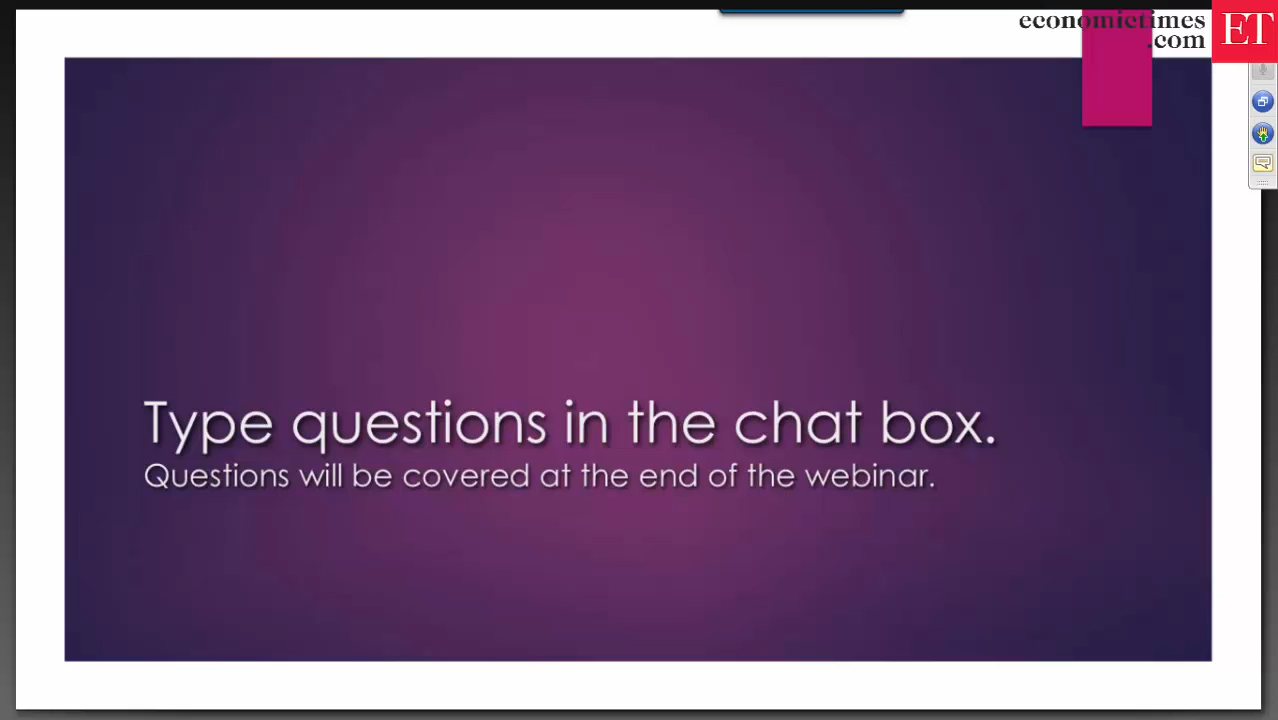 economictimes
.com
ET
Type questions in the chat box.
Questions will be covered at the end of the webinar.